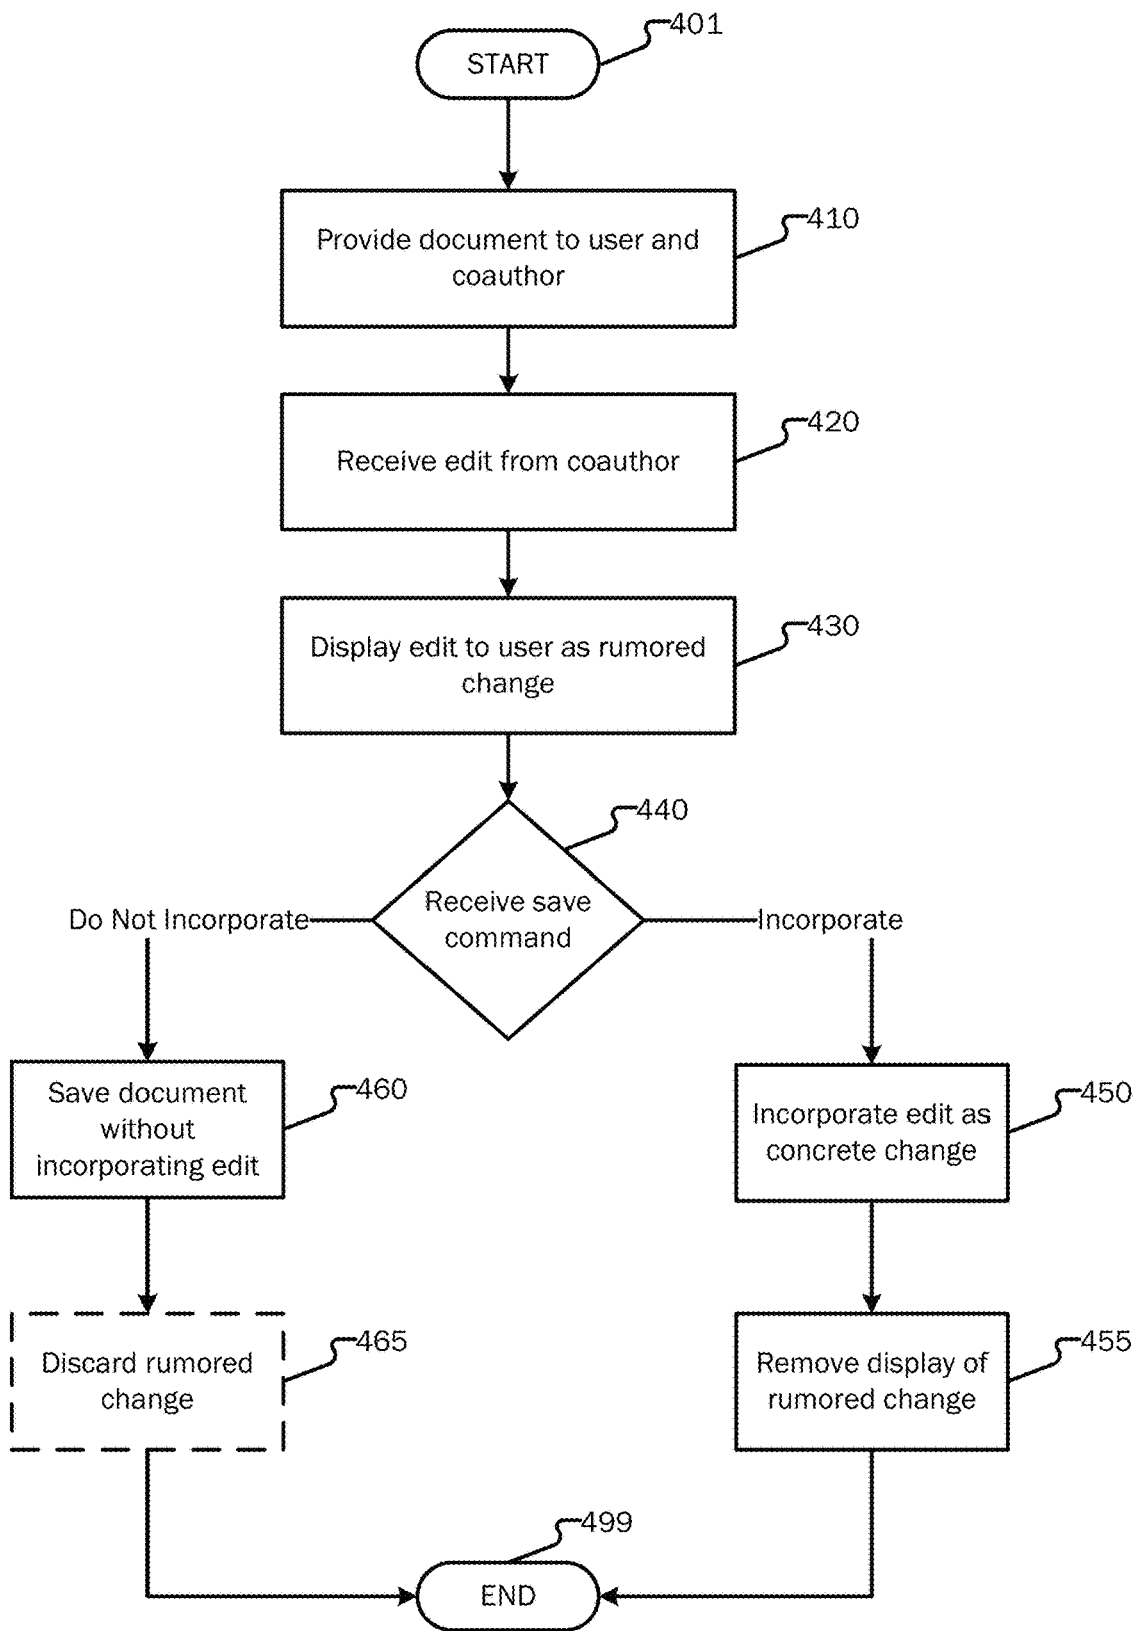 401
START
410
Provide document to user and
coauthor
420
Receive edit from coauthor
430
Display edit to user as rumored
change
440
Receive save
command
Do Not Incorporate
Incorporate
460
Save document
without
incorporating edit
450
Incorporate edit as
concrete change
465
Discard rumored
change
455
Remove display of
rumored change
499
END